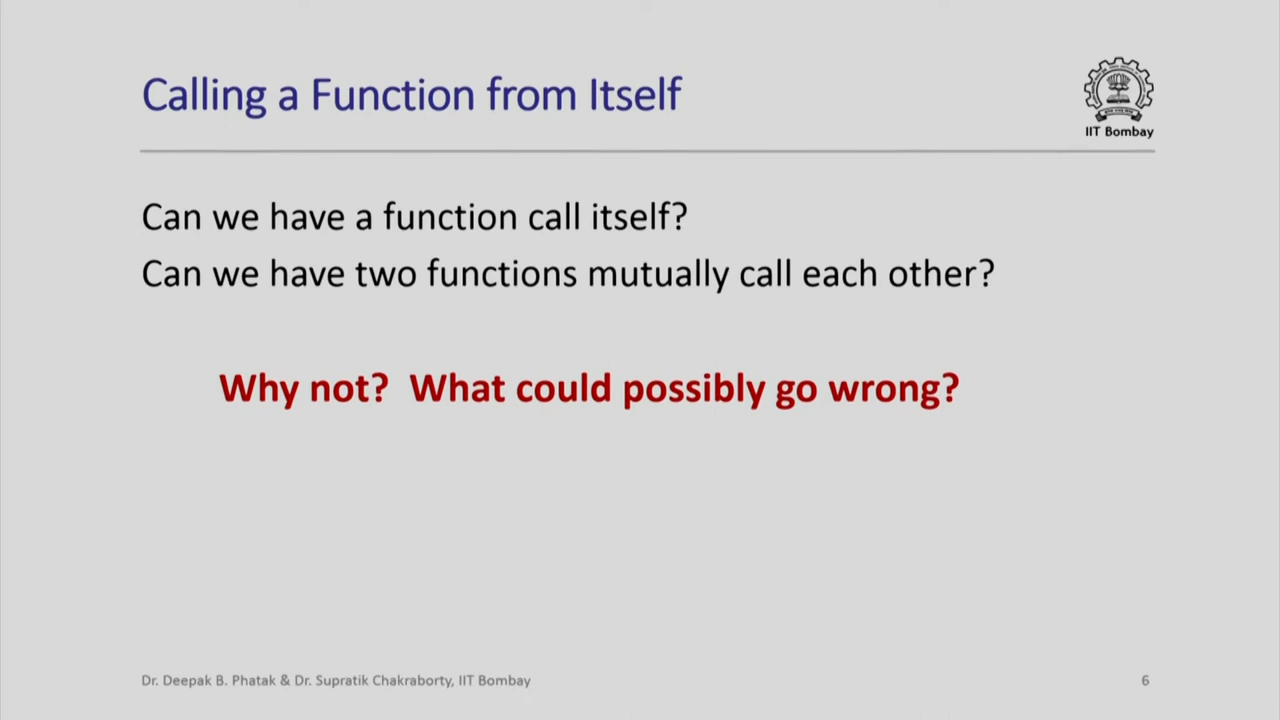 Calling a Function from Itself
IIT Bombay
Can we have a function call itself?
Can we have two functions mutually call each other?
Why not? What could possibly go wrong?
Dr. Deepak B. Phatak & Dr. Supratik Chakraborty, IIT Bombay
6